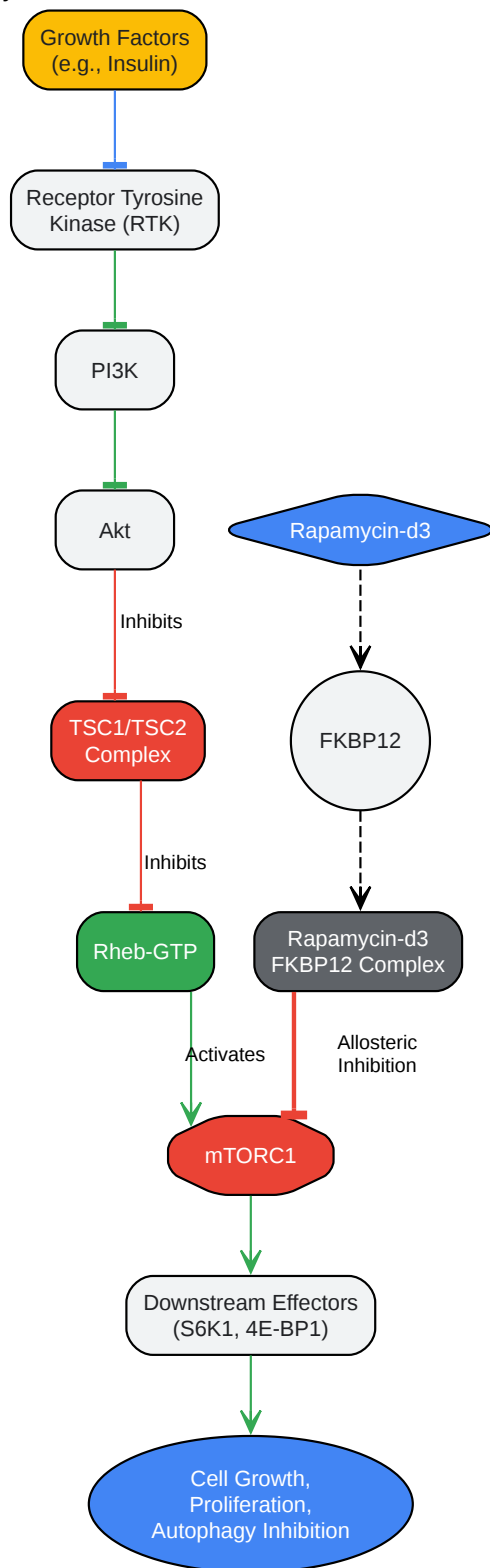 Growth Factors
(e.g., Insulin)
Receptor Tyrosine
Kinase (RTK)
PI3K
Akt
Rapamycin-d3
Inhibits
TSC1/TSC2
Complex
FKBP12
Inhibits
Rheb-GTP
Rapamycin-d3
FKBP12 Complex
Activates
Allosteric
Inhibition
mTORC1
Downstream Effectors
(S6K1, 4E-BP1)
Cell Growth,
Proliferation,
Autophagy Inhibition